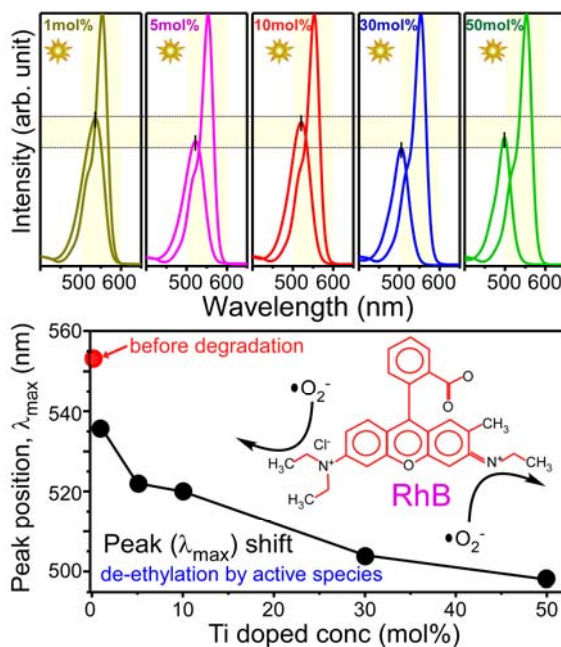 1mol% 5mol% 10mol% 30mol% 50mol%
Intensity (arb. unit)
500 600 500 600 500 600 500 600 500 600
Wavelength (nm)
Peak position, λmax (nm)
560
540
520
500
before degradation
•O2-
O
O
Cl-
CH3
H3C
N+
O
N+
CH3
H3C
RhB
•O2-
Peak (λmax) shift
de-ethylation by active species
0 10 20 30 40 50
Ti doped conc (mol%)